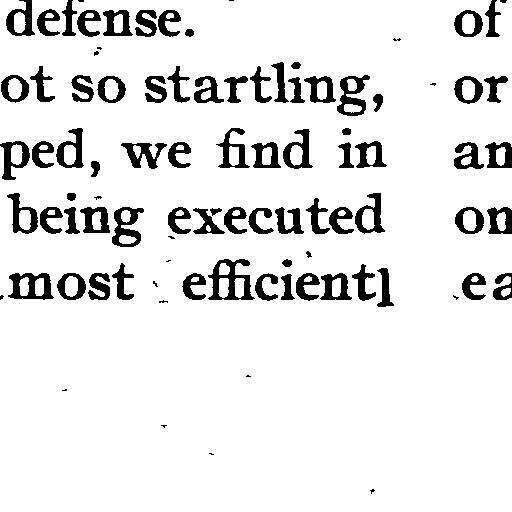 defense.
ot so startling,
ped, we find in
being executed
most efficientl
of
or
an
on
ea